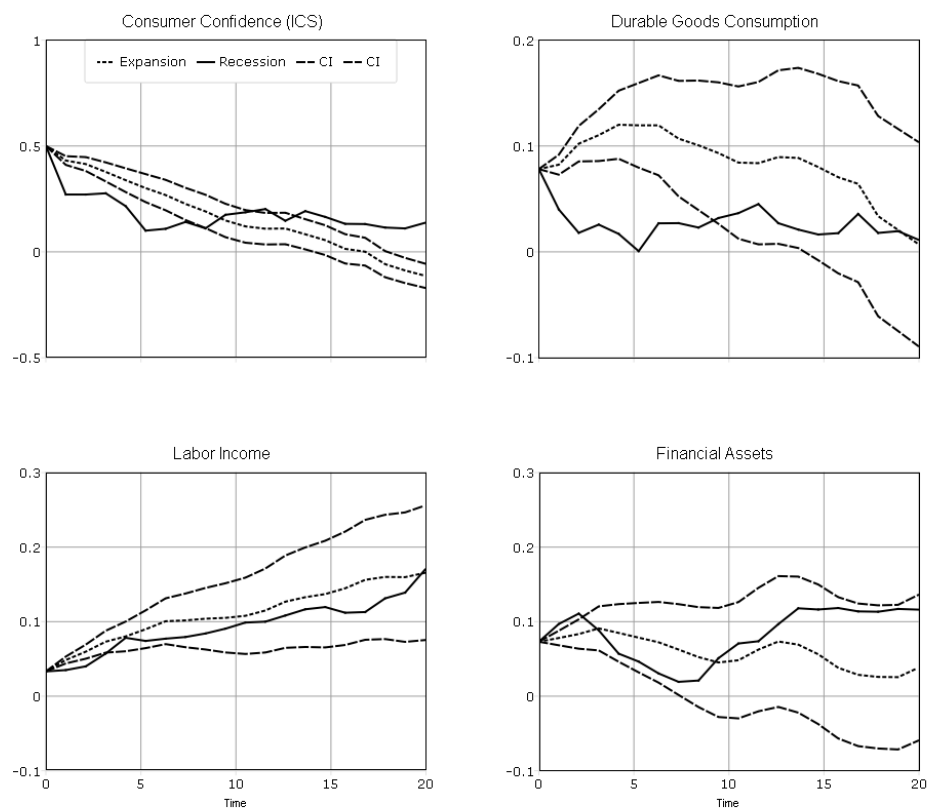 Consumer Confidence (ICS)
1
0.5
0
−0.5
Expansion Recession CI CI
Durable Goods Consumption
0.2
0.1
0
−0.1
Labor Income
0.3
0.2
0.1
0
−0.1
0 5 10 15 20
Time
Financial Assets
0.3
0.2
0.1
0
−0.1
0 5 10 15 20
Time